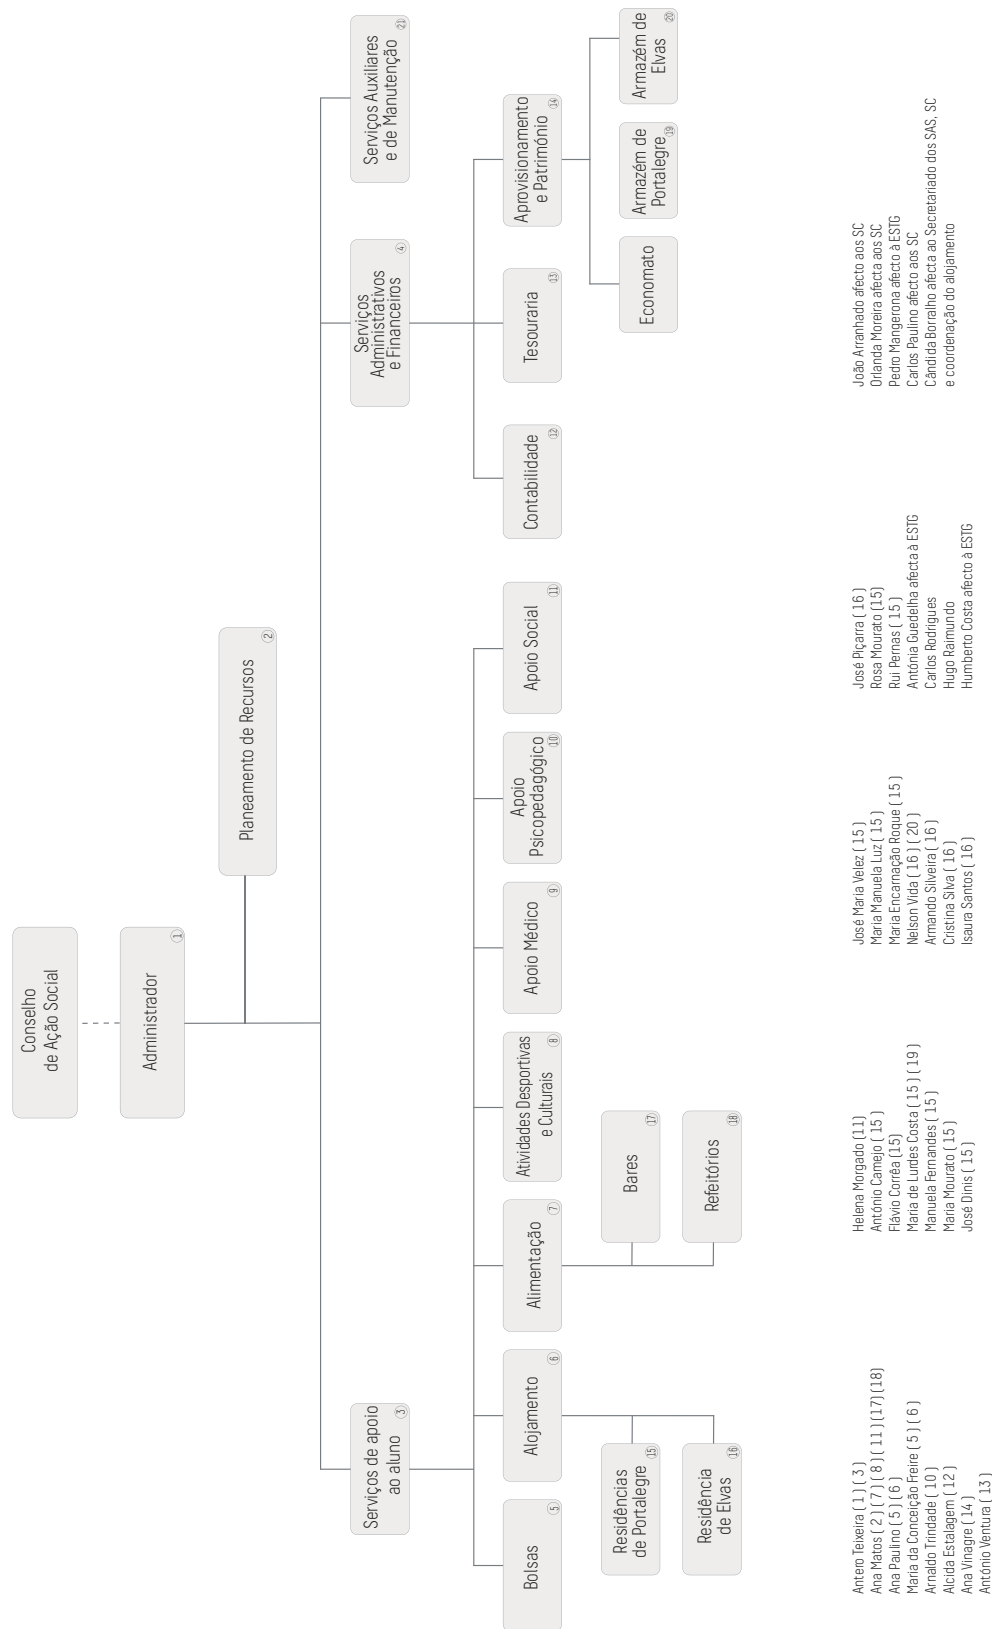 Conselho
de Ação Social
Administrador
1
Planeamento de Recursos
2
Serviços de apoio
ao aluno
3
Serviços
Administrativos
e Financeiros
4
Serviços Auxiliares
e de Manutenção
21
Bolsas
5
Alojamento
6
Alimentação
7
Atividades Desportivas
e Culturais
8
Apoio Médico
9
Apoio
Psicopedagógico
10
Apoio Social
11
Contabilidade
12
Tesouraria
13
Aprovisionamento
e Património
14
Residências
de Portalegre
15
Residência
de Elvas
16
Bares
17
Refeitórios
18
Economato
Armazém de
Portalegre
19
Armazém de
Elvas
20
Antero Teixeira ( 1 ) ( 3 )
Ana Matos ( 2 ) ( 7 ) ( 8 ) ( 11 ) (17) (18)
Ana Paulino ( 5 ) ( 6 )
Maria da Conceição Freire ( 5 ) ( 6 )
Arnaldo Trindade ( 10 )
Alcida Estalagem ( 12 )
Ana Vinagre ( 14 )
António Ventura ( 13 )
Helena Morgado (11)
António Camejo ( 15 )
Flávio Corrêa (15)
Maria de Lurdes Costa ( 15 ) ( 19 )
Manuela Fernandes ( 15 )
Maria Mourato ( 15 )
José Dinis ( 15 )
José Maria Velez ( 15 )
Maria Manuela Luz ( 15 )
Maria Encarnação Roque ( 15 )
Nelson Vida ( 16 ) ( 20 )
Armando Silveira ( 16 )
Cristina Silva ( 16 )
Isaura Santos ( 16 )
José Piçarra ( 16 )
Rosa Mourato (15)
Rui Pernas ( 15 )
Antónia Guedelha afecta à ESTG
Carlos Rodrigues
Hugo Raimundo
Humberto Costa afecto à ESTG
João Arranhado afecto aos SC
Orlanda Moreira afecta aos SC
Pedro Mangerona afecto à ESTG
Carlos Paulino afecto aos SC
Cândida Borralho afecta ao Secretariado dos SAS, SC
e coordenação do alojamento